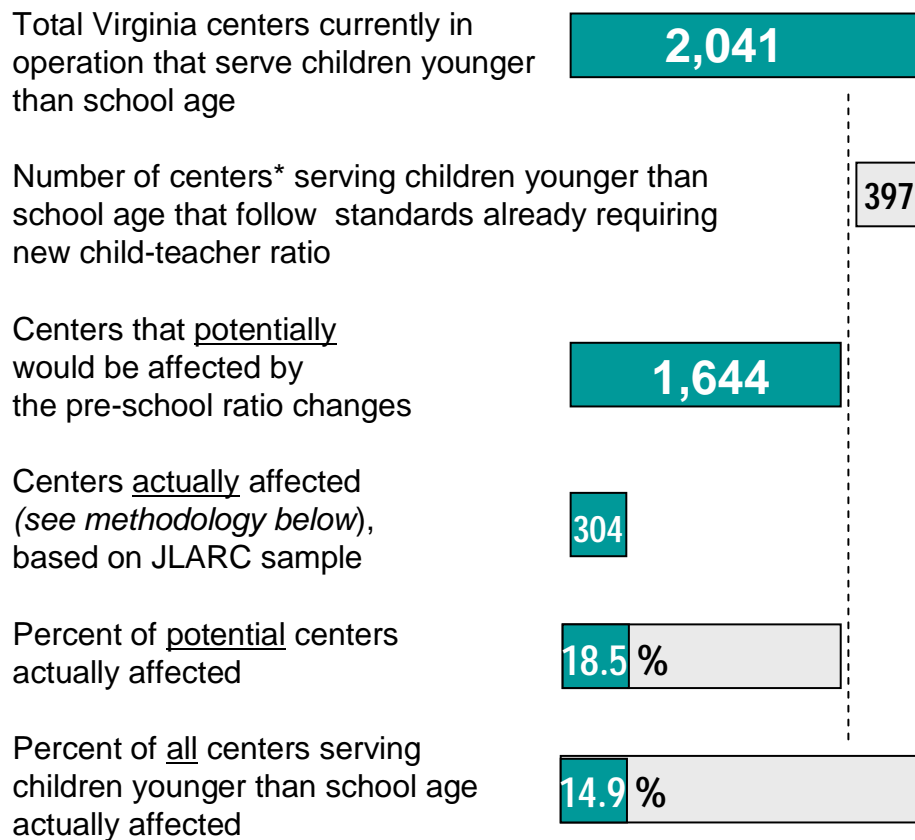 Total Virginia centers currently in
operation that serve children younger
than school age
2,041
Number of centers* serving children younger than
school age that follow standards already requiring
new child-teacher ratio
397
Centers that potentially
would be affected by
the pre-school ratio changes
1,644
Centers actually affected
(see methodology below),
based on JLARC sample
304
Percent of potential centers
actually affected
18.5 %
Percent of all centers serving
children younger than school age
actually affected
14.9 %